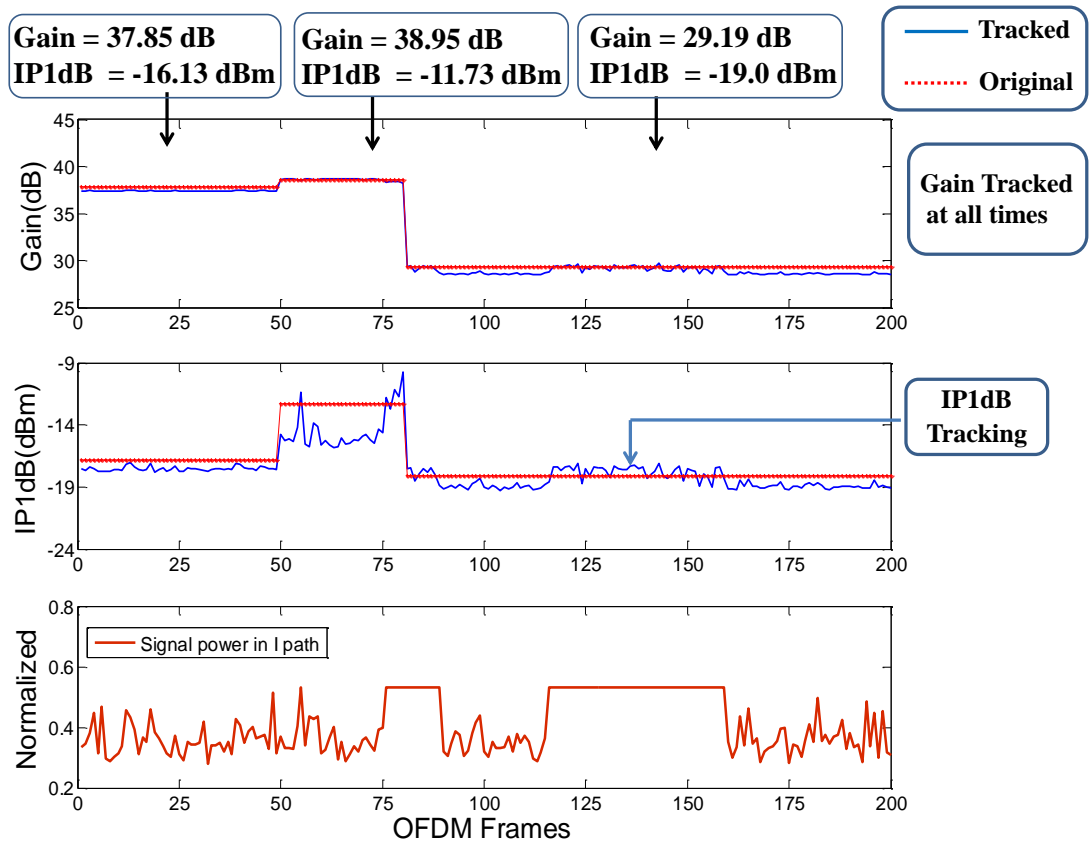 Gain = 37.85 dB
IP1dB = -16.13 dBm
Gain = 38.95 dB
IP1dB = -11.73 dBm
Gain = 29.19 dB
IP1dB = -19.0 dBm
Tracked
Original
45
40
35
30
25
Gain(dB)
0 25 50 75 100 125 150 175 200
Gain Tracked
at all times
-9
-14
-19
-24
IP1dB(dBm)
0 25 50 75 100 125 150 175 200
IP1dB
Tracking
0.8
0.6
0.4
0.2
Normalized
Signal power in I path
0 25 50 75 100 125 150 175 200
OFDM Frames